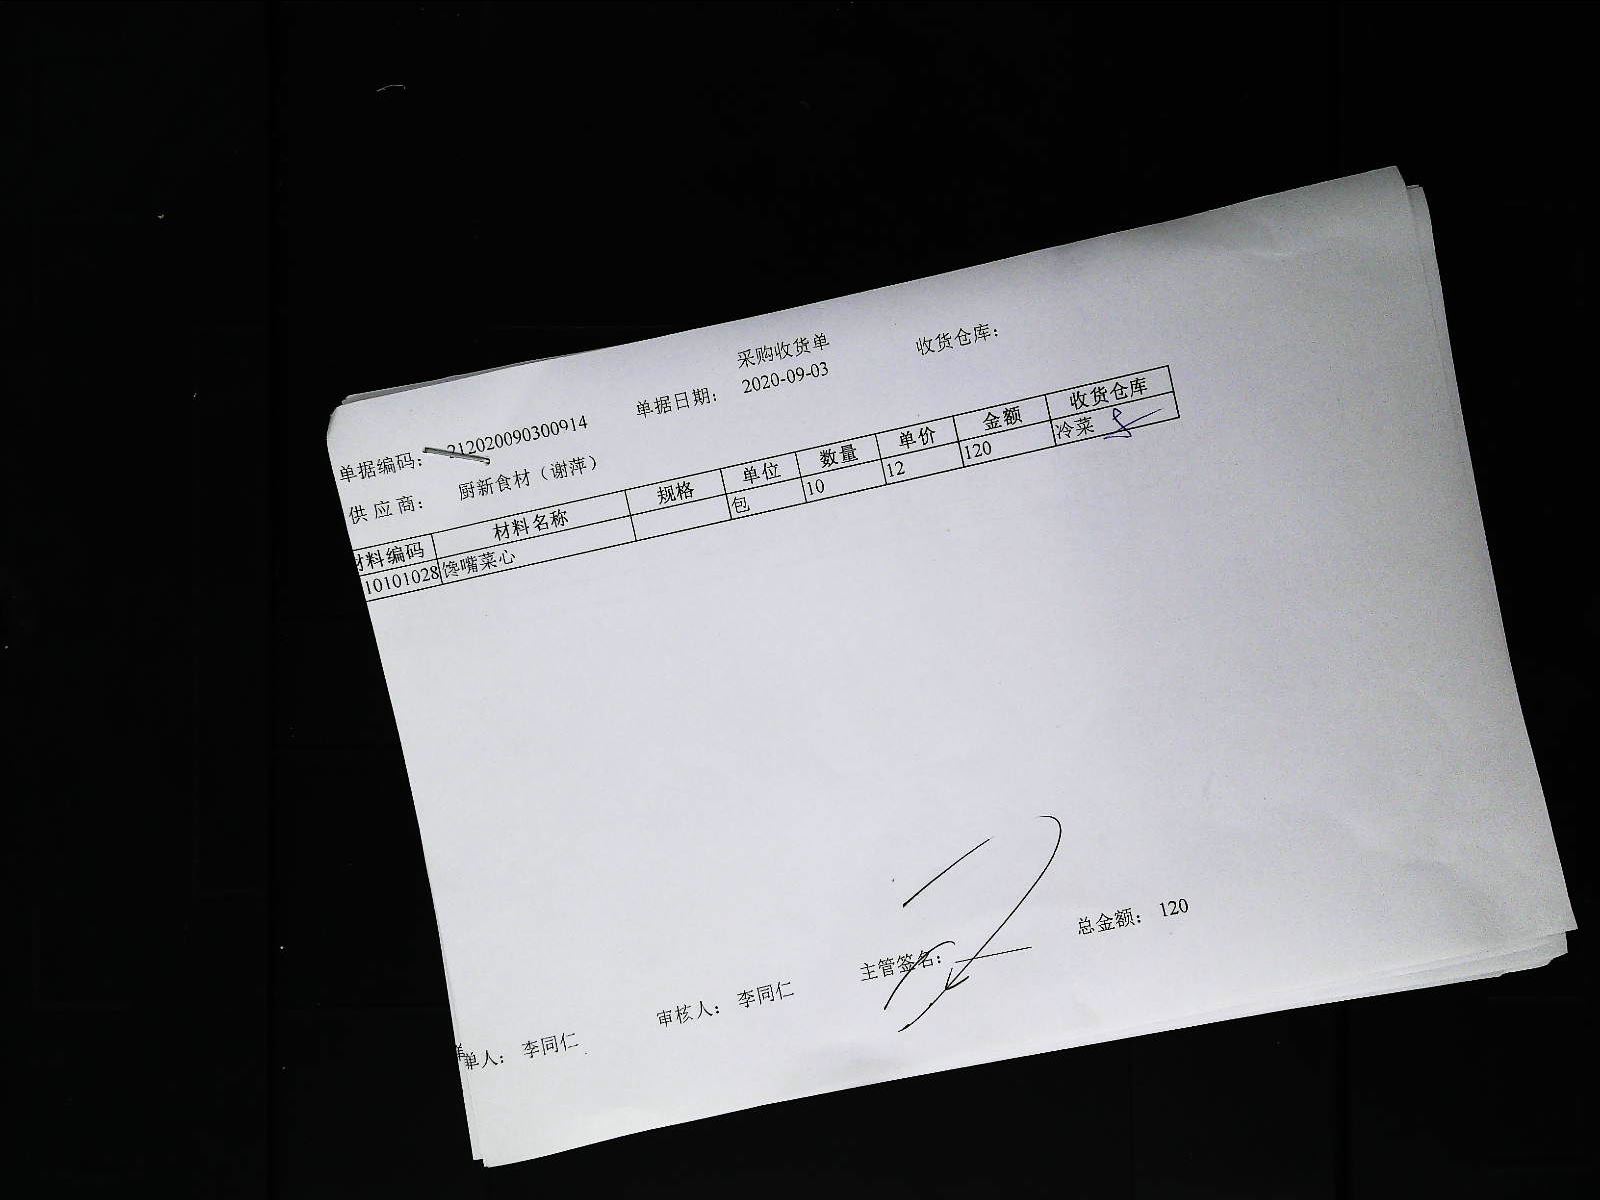 采购收货单
单据编码： 212020090300914 单据日期： 2020-09-03 收货仓库：
供 应 商： 厨新食材（谢萍）
材料编码 材料名称 规格 单位 数量 单价 金额 收货仓库
10101028 馋嘴菜心 包 10 12 120 冷菜
单人： 李同仁 审核人： 李同仁 主管签名： 总金额： 120